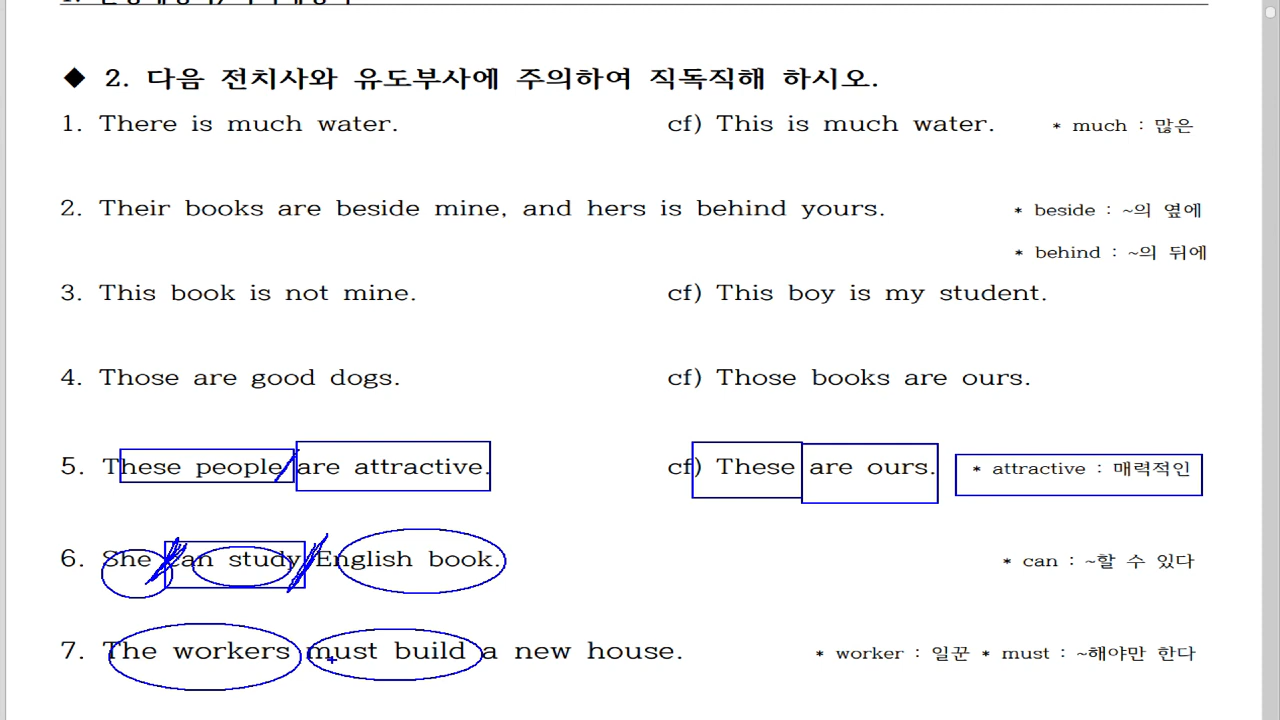 ◆ 2. 다음 전치사와 유도부사에 주의하여 직독직해 하시오.
1. There is much water. cf) This is much water. * much : 많은
2. Their books are beside mine, and hers is behind yours. * beside : ~의 옆에
* behind : ~의 뒤에
3. This book is not mine. cf) This boy is my student.
4. Those are good dogs. cf) Those books are ours.
5. These people are attractive. cf) These are ours. * attractive : 매력적인
6. She can study English book. * can : ~할 수 있다
7. The workers must build a new house. * worker : 일꾼 * must : ~해야만 한다